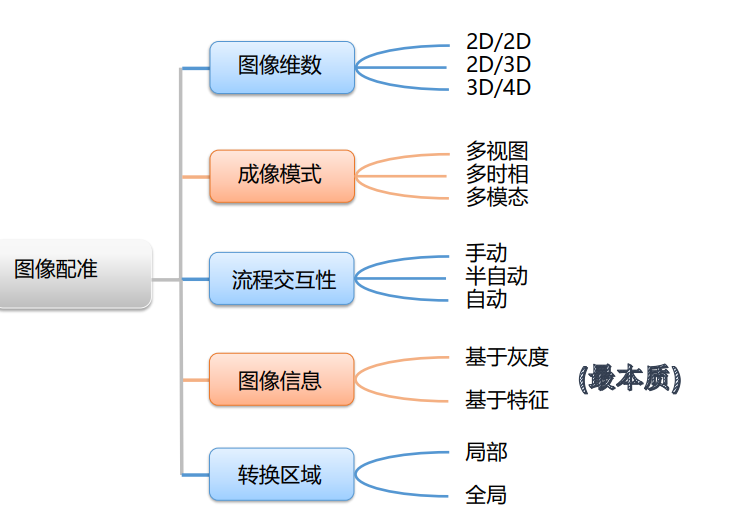 图像配准
图像维数
2D/2D
2D/3D
3D/4D
成像模式
多视图
多时相
多模态
流程交互性
手动
半自动
自动
图像信息
基于灰度
基于特征
(最本质)
转换区域
局部
全局